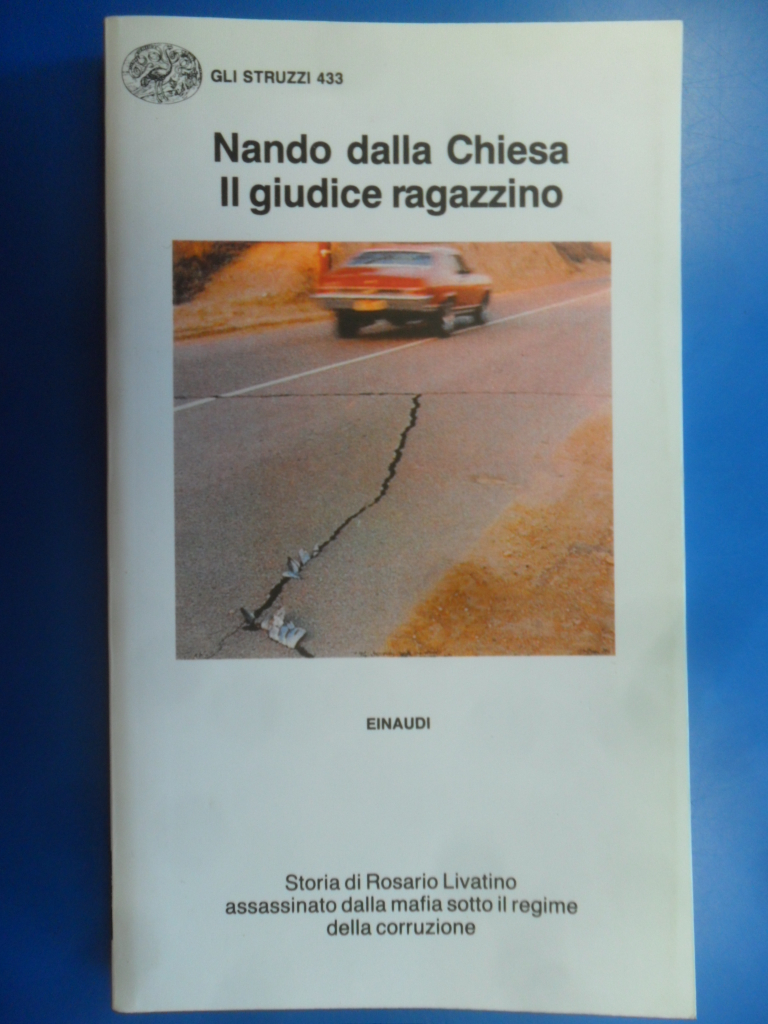 GLI STRUZZI 433
Nando dalla Chiesa
Il giudice ragazzino
EINAUDI
Storia di Rosario Livatino
assassinato dalla mafia sotto il regime
della corruzione